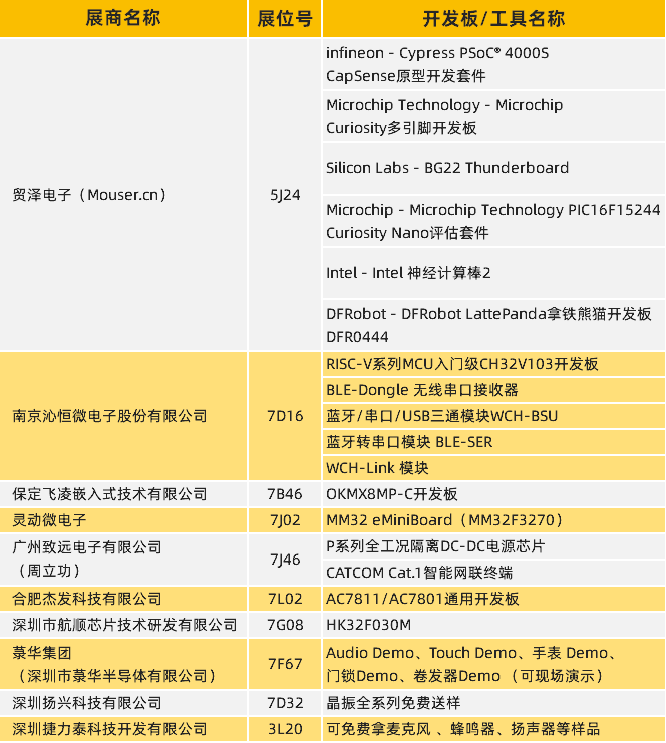 展商名称 展位号 开发板/工具名称
infineon - Cypress PSoC® 4000S
CapSense原型开发套件
Microchip Technology - Microchip
Curiosity多引脚开发板
Silicon Labs - BG22 Thunderboard
贸泽电子（Mouser.cn） 5J24
Microchip - Microchip Technology PIC16F15244
Curiosity Nano评估套件
Intel - Intel 神经计算棒2
DFRobot - DFRobot LattePanda拿铁熊猫开发板
DFR0444
RISC-V系列MCU入门级CH32V103开发板
BLE-Dongle 无线串口接收器
南京沁恒微电子股份有限公司 7D16 蓝牙/串口/USB三通模块WCH-BSU
蓝牙转串口模块 BLE-SER
WCH-Link 模块
保定飞凌嵌入式技术有限公司 7B46 OKMX8MP-C开发板
灵动微电子 7J02 MM32 eMiniBoard（MM32F3270）
广州致远电子有限公司
（周立功） 7J46 P系列全工况隔离DC-DC电源芯片
CATCOM Cat.1智能网联终端
合肥杰发科技有限公司 7L02 AC7811/AC7801通用开发板
深圳市航顺芯片技术研发有限公司 7G08 HK32F030M
菉华集团
（深圳市菉华半导体有限公司） 7F67 Audio Demo、Touch Demo、手表 Demo、
门锁Demo、卷发器Demo （可现场演示）
深圳扬兴科技有限公司 7D32 晶振全系列免费送样
深圳捷力泰科技开发有限公司 3L20 可免费拿麦克风 、蜂鸣器、扬声器等样品